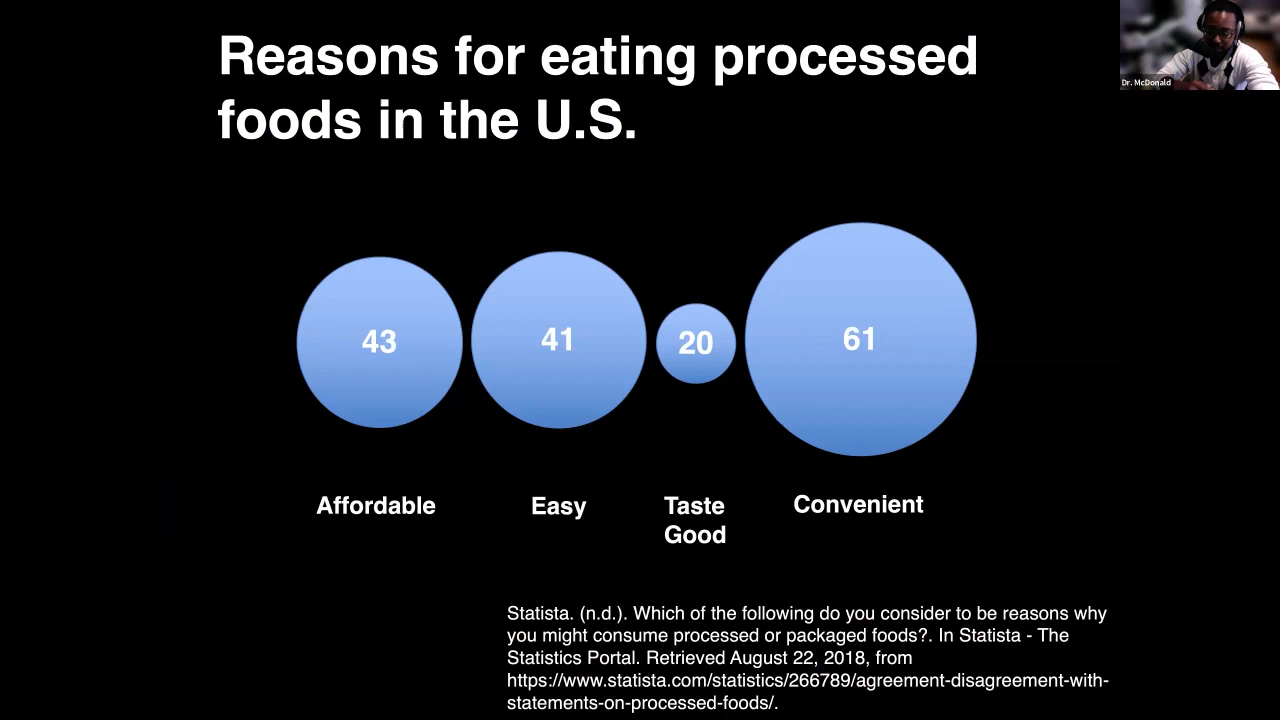 Reasons for eating processed
foods in the U.S.
Dr. McDonald
43
41
20
61
Affordable
Easy
Taste
Good
Convenient
Statista. (n.d.). Which of the following do you consider to be reasons why
you might consume processed or packaged foods?. In Statista - The
Statistics Portal. Retrieved August 22, 2018, from
https://www.statista.com/statistics/266789/agreement-disagreement-with-
statements-on-processed-foods/.